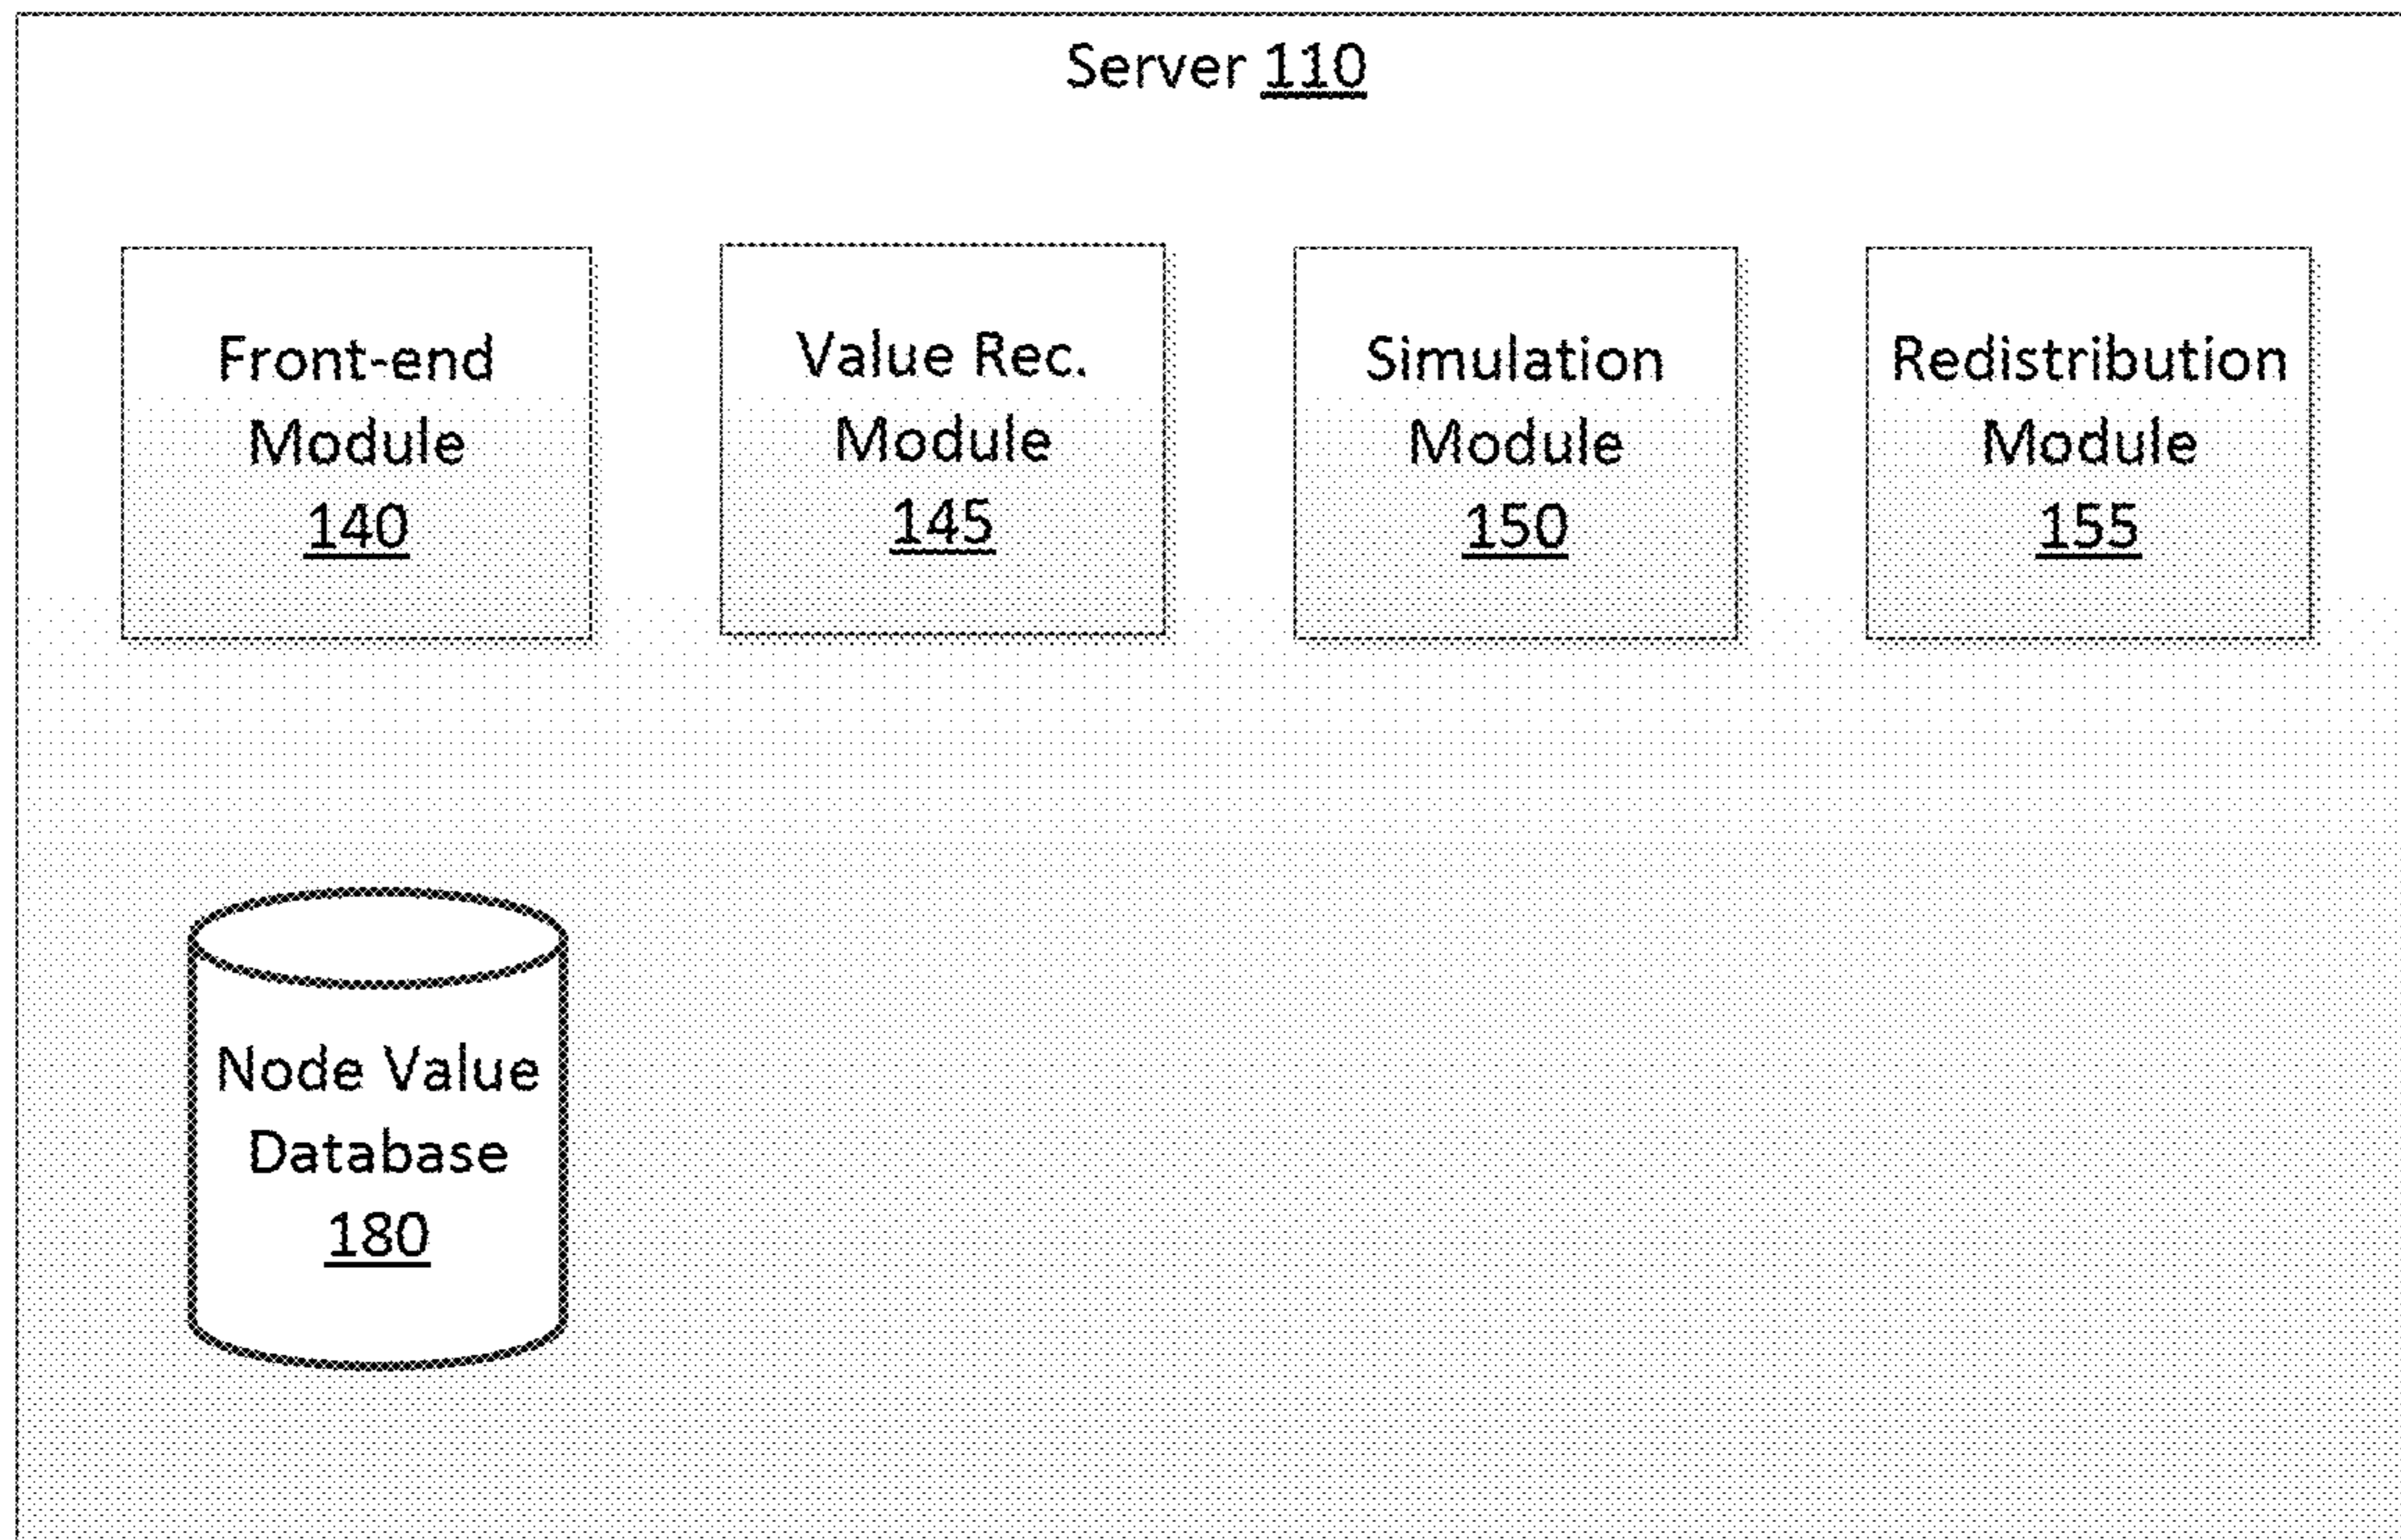 Server 110
Front-end
Module
140
Value Rec.
Module
145
Simulation
Module
150
Redistribution
Module
155
Node Value
Database
180